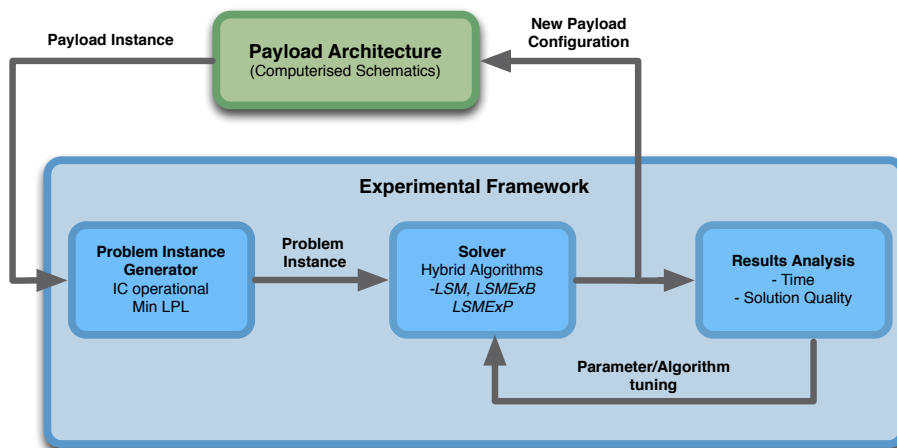 Payload Instance
Payload Architecture
(Computerised Schematics)
New Payload
Configuration
Experimental Framework
Problem Instance
Generator
IC operational
Min LPL
Problem
Instance
Solver
Hybrid Algorithms
-LSM, LSMExB
LSMExP
Results Analysis
- Time
- Solution Quality
Parameter/Algorithm
tuning